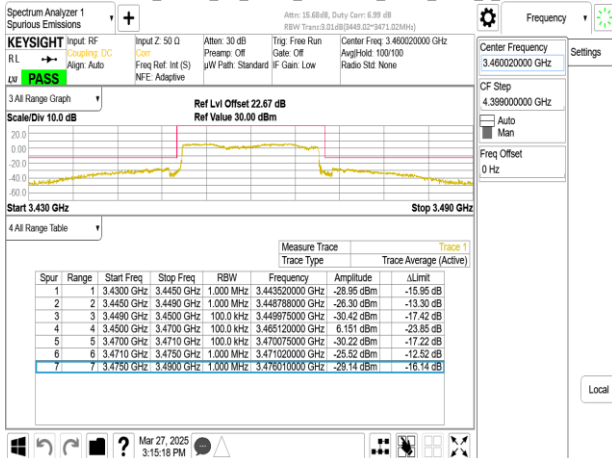 Spectrum Analyzer 1
Spurious Emissions
Attn: 15.68dB, Duty Corr: 6.99 dB
RBW Trans:3.01dB(3449.02~3471.02MHz)
Frequency
KEYSIGHT
RL
LXI
PASS
Input: RF
Coupling: DC
Align: Auto
Input Z: 50 Ω
Corr
Freq Ref: Int (S)
NFE: Adaptive
Atten: 30 dB
Preamp: Off
µW Path: Standard
Trig: Free Run
Gate: Off
IF Gain: Low
Center Freq: 3.460020000 GHz
Avg|Hold: 100/100
Radio Std: None
Center Frequency
3.460020000 GHz
Settings
CF Step
4.399000000 GHz
Auto
Man
Freq Offset
0 Hz
Local
3 All Range Graph
Scale/Div 10.0 dB
Ref Lvl Offset 22.67 dB
Ref Value 30.00 dBm
20.0
0.00
-20.0
-40.0
-60.0
Start 3.430 GHz
Stop 3.490 GHz
4 All Range Table
Measure Trace Trace 1
Trace Type Trace Average (Active)
Spur Range Start Freq Stop Freq RBW Frequency Amplitude ΔLimit
1 1 3.4300 GHz 3.4450 GHz 1.000 MHz 3.443520000 GHz -28.95 dBm -15.95 dB
2 2 3.4450 GHz 3.4490 GHz 1.000 MHz 3.448788000 GHz -26.30 dBm -13.30 dB
3 3 3.4490 GHz 3.4500 GHz 100.0 kHz 3.449975000 GHz -30.42 dBm -17.42 dB
4 4 3.4500 GHz 3.4700 GHz 100.0 kHz 3.465120000 GHz 6.151 dBm -23.85 dB
5 5 3.4700 GHz 3.4710 GHz 100.0 kHz 3.470075000 GHz -30.22 dBm -17.22 dB
6 6 3.4710 GHz 3.4750 GHz 1.000 MHz 3.471020000 GHz -25.52 dBm -12.52 dB
7 7 3.4750 GHz 3.4900 GHz 1.000 MHz 3.476010000 GHz -29.14 dBm -16.14 dB
?
Mar 27, 2025
3:15:18 PM